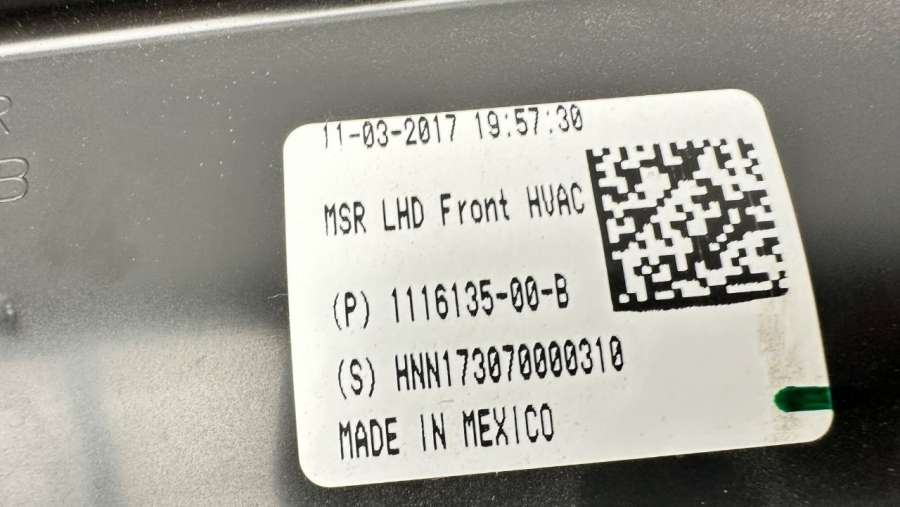 R
B
11-03-2017 19:57:30
MSR LHD Front HVAC
(P) 1116135-00-B
(S) HNN173070000310
MADE IN MEXICO